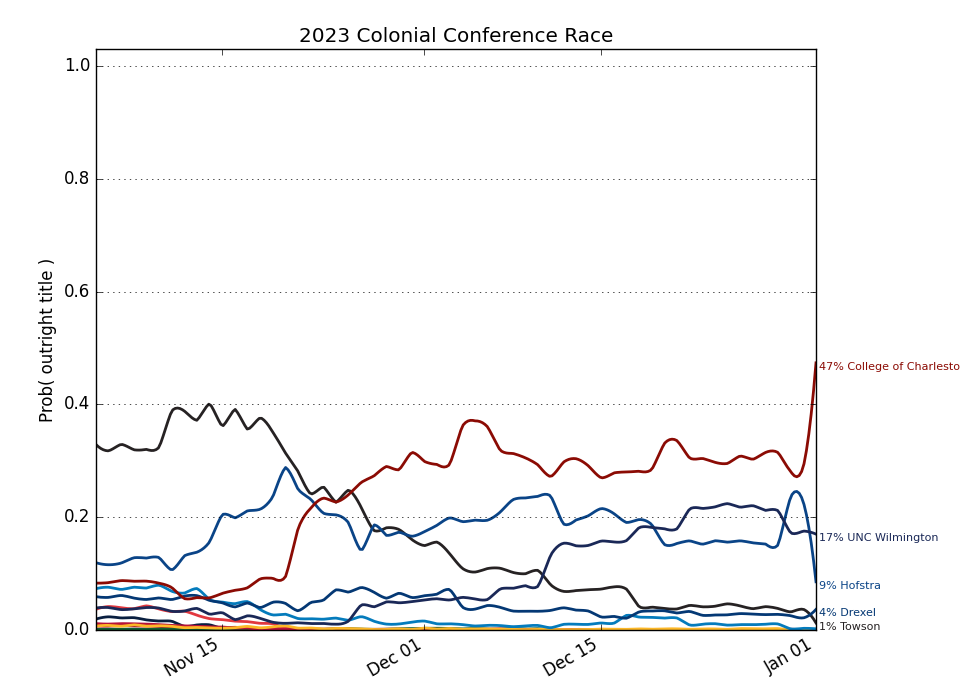 2023 Colonial Conference Race
Prob( outright title )
1.0
0.8
0.6
0.4
0.2
0.0
Nov 15
Dec 01
Dec 15
Jan 01
47% College of Charlesto
17% UNC Wilmington
9% Hofstra
4% Drexel
1% Towson